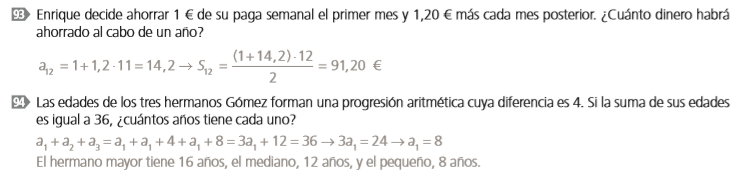 93 Enrique decide ahorrar 1 € de su paga semanal el primer mes y 1,20 € más cada mes posterior. ¿Cuánto dinero habrá
ahorrado al cabo de un año?
a₁₂ = 1 + 1,2 · 11 = 14,2 → S₁₂ = (1 + 14,2) · 12 / 2 = 91,20 €
94 Las edades de los tres hermanos Gómez forman una progresión aritmética cuya diferencia es 4. Si la suma de sus edades
es igual a 36, ¿cuántos años tiene cada uno?
a₁ + a₂ + a₃ = a₁ + a₁ + 4 + a₁ + 8 = 3a₁ + 12 = 36 → 3a₁ = 24 → a₁ = 8
El hermano mayor tiene 16 años, el mediano, 12 años, y el pequeño, 8 años.